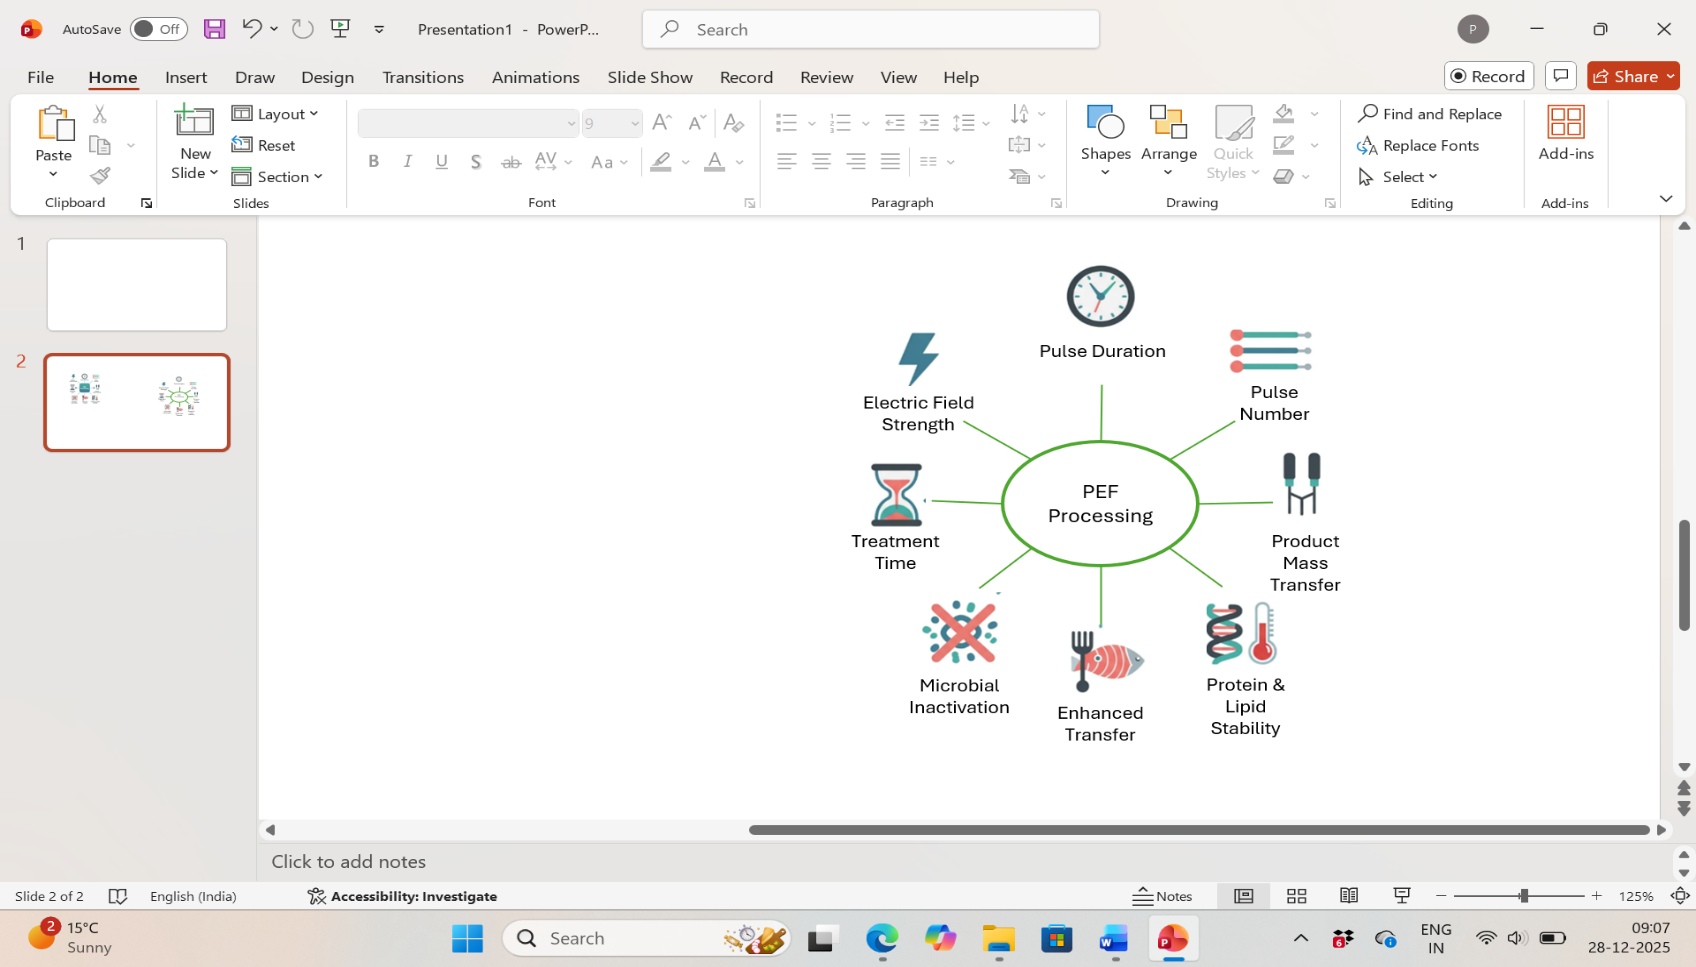 AutoSave Off Presentation1 - PowerP... Search P
File Home Insert Draw Design Transitions Animations Slide Show Record Review View Help Record Share
Paste
New
Slide
Layout
Reset
Section
9
B I U S ab AV Aa A
Shapes
Arrange
Quick
Styles
Find and Replace
Replace Fonts
Select
Add-ins
Clipboard Slides Font Paragraph Drawing Editing Add-ins
1
2
Pulse Duration
Electric Field
Strength
Pulse
Number
PEF
Processing
Treatment
Time
Product
Mass
Transfer
Microbial
Inactivation
Enhanced
Transfer
Protein &
Lipid
Stability
Click to add notes
Slide 2 of 2 English (India) Accessibility: Investigate Notes 125%
2
15°C
Sunny
Search
6
ENG
IN
09:07
28-12-2025